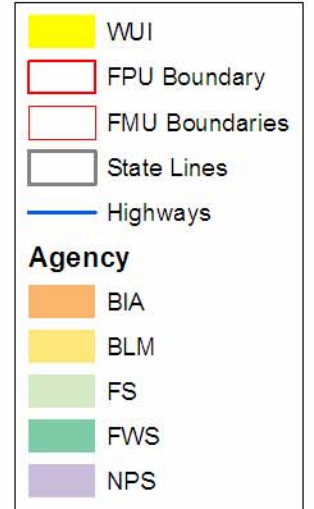 WUI
FPU Boundary
FMU Boundaries
State Lines
Highways
Agency
BIA
BLM
FS
FWS
NPS